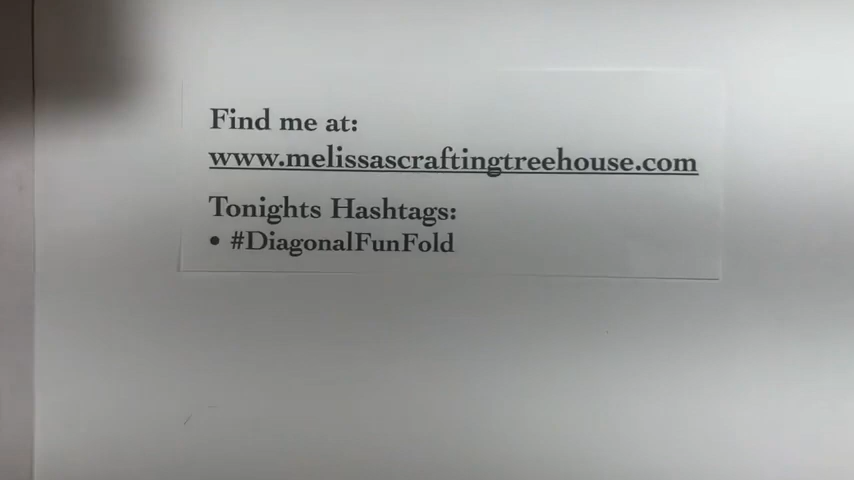 Find me at:
www.melissascraftingtreehouse.com
Tonights Hashtags:
• #DiagonalFunFold